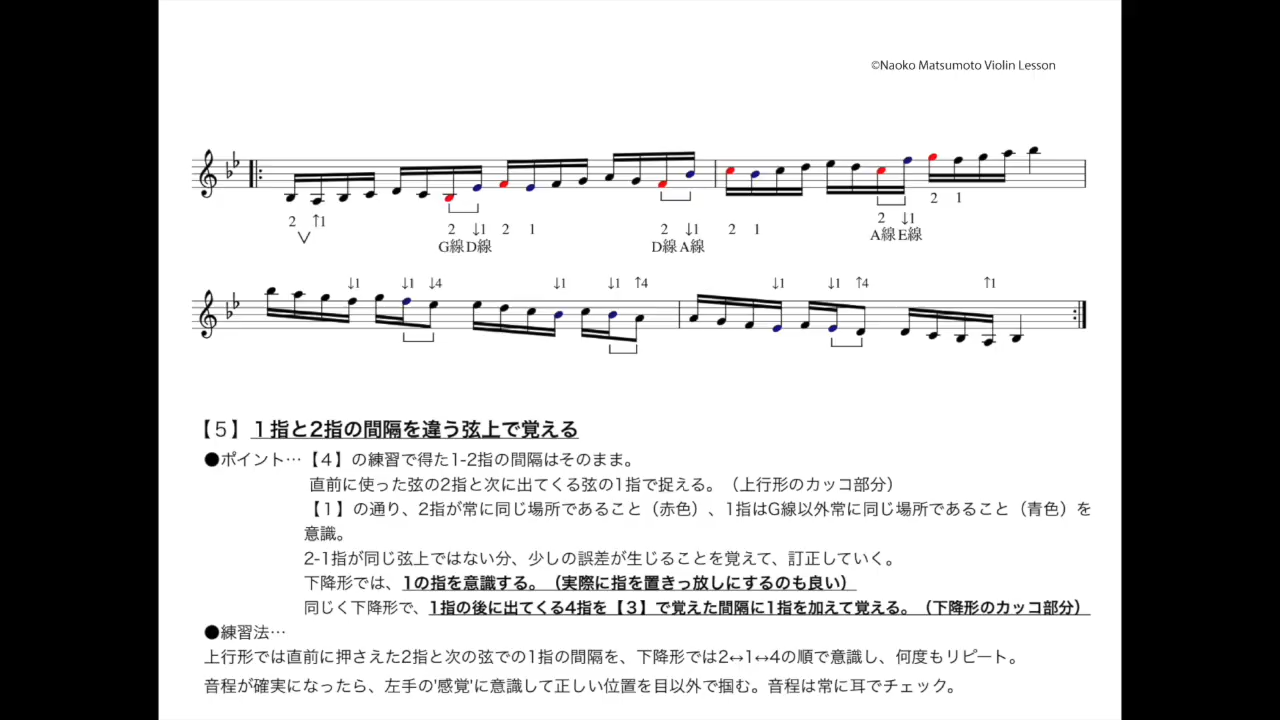 ©Naoko Matsumoto Violin Lesson
2 ↑1
2 ↓1 2 1
G線 D線
2 ↓1 2 1
D線 A線
2 ↓1 2 1
A線 E線
↓1 ↓1 ↓4 ↓1 ↓1 ↑4 ↓1 ↓1 ↑4 ↑1
【５】１指と2指の間隔を違う弦上で覚える
●ポイント…【４】の練習で得た1-2指の間隔はそのまま。
直前に使った弦の2指と次に出てくる弦の1指で捉える。（上行形のカッコ部分）
【１】の通り、2指が常に同じ場所であること（赤色）、1指はG線以外常に同じ場所であること（青色）を
意識。
2-1指が同じ弦上ではない分、少しの誤差が生じることを覚えて、訂正していく。
下降形では、1の指を意識する。（実際に指を置きっ放しにするのも良い）
同じく下降形で、1指の後に出てくる4指を【３】で覚えた間隔に1指を加えて覚える。（下降形のカッコ部分）
●練習法…
上行形では直前に押さえた2指と次の弦での1指の間隔を、下降形では2↔1↔4の順で意識し、何度もリピート。
音程が確実になったら、左手の'感覚'に意識して正しい位置を目以外で掴む。音程は常に耳でチェック。